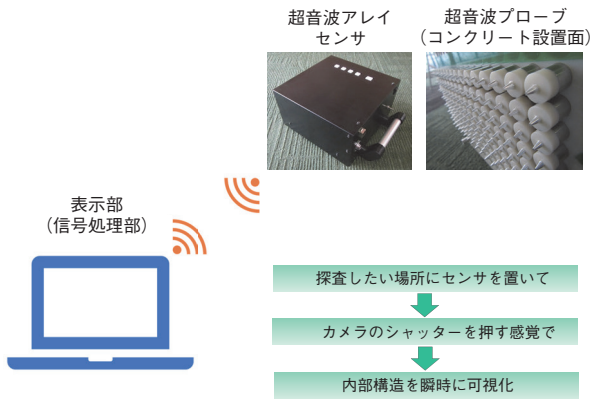 超音波アレイ
センサ
超音波プローブ
（コンクリート設置面）
表示部
（信号処理部）
探査したい場所にセンサを置いて
カメラのシャッターを押す感覚で
内部構造を瞬時に可視化